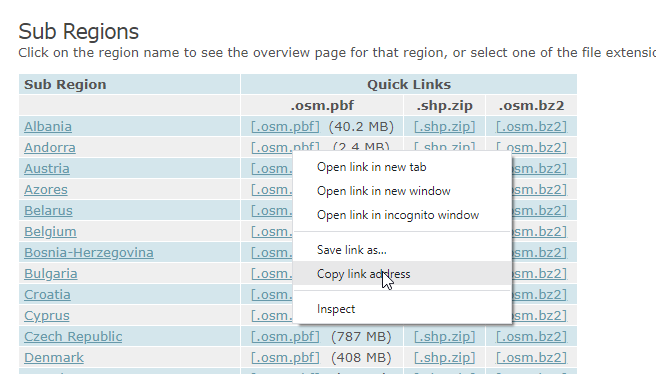 Sub Regions
Click on the region name to see the overview page for that region, or select one of the file extensio
Sub Region Quick Links
.osm.pbf .shp.zip .osm.bz2
Albania [.osm.pbf] (40.2 MB) [.shp.zip] [.osm.bz2]
Andorra [.osm.pbf] (2.4 MB) [.shp.zip] [.osm.bz2]
Austria [.osm. Open link in new tab osm.bz2]
Azores [.osm. Open link in new window osm.bz2]
Belarus [.osm. Open link in incognito window osm.bz2]
Belgium [.osm. osm.bz2]
Bosnia-Herzegovina [.osm. Save link as... osm.bz2]
Bulgaria [.osm. Copy link address osm.bz2]
Croatia [.osm. osm.bz2]
Cyprus [.osm. Inspect osm.bz2]
Czech Republic [.osm.pbf] (787 MB) [.shp.zip] [.osm.bz2]
Denmark [.osm.pbf] (408 MB) [.shp.zip] [.osm.bz2]